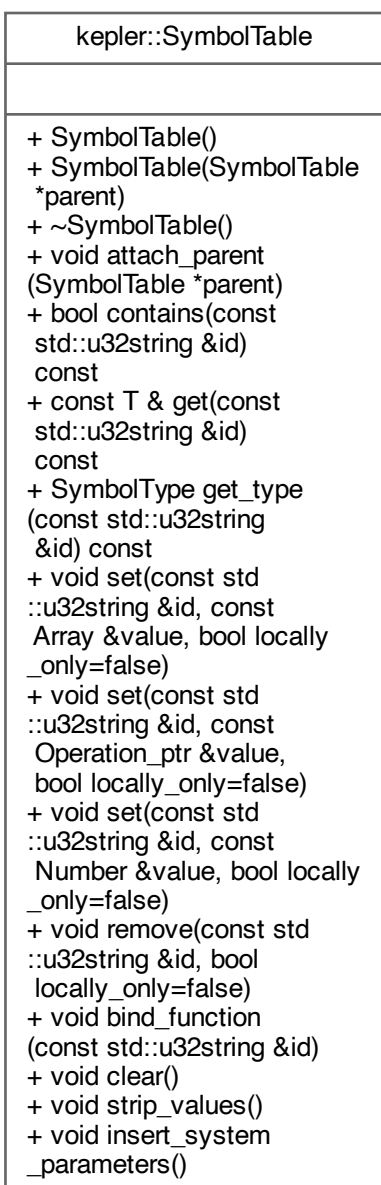 kepler::SymbolTable
+ SymbolTable()
+ SymbolTable(SymbolTable
*parent)
+ ~SymbolTable()
+ void attach_parent
(SymbolTable *parent)
+ bool contains(const
std::u32string &id)
const
+ const T & get(const
std::u32string &id)
const
+ SymbolType get_type
(const std::u32string
&id) const
+ void set(const std
::u32string &id, const
Array &value, bool locally
_only=false)
+ void set(const std
::u32string &id, const
Operation_ptr &value,
bool locally_only=false)
+ void set(const std
::u32string &id, const
Number &value, bool locally
_only=false)
+ void remove(const std
::u32string &id, bool
locally_only=false)
+ void bind_function
(const std::u32string &id)
+ void clear()
+ void strip_values()
+ void insert_system
_parameters()